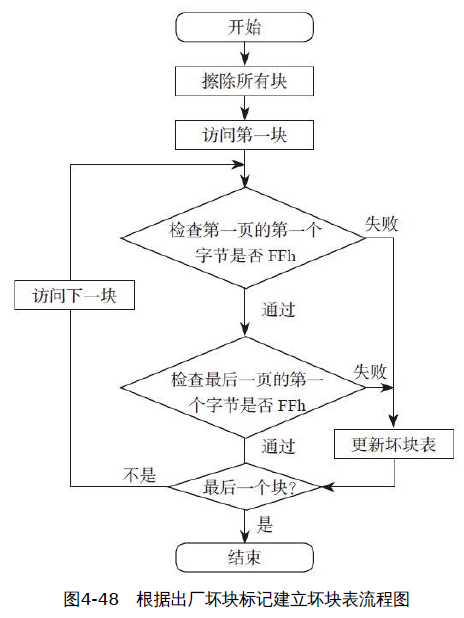 开始
擦除所有块
访问第一块
检查第一页的第一个
字节是否 FFh
失败
访问下一块
通过
检查最后一页的第一
个字节是否 FFh
失败
更新坏块表
通过
不是
最后一个块?
是
结束
图4-48 根据出厂坏块标记建立坏块表流程图